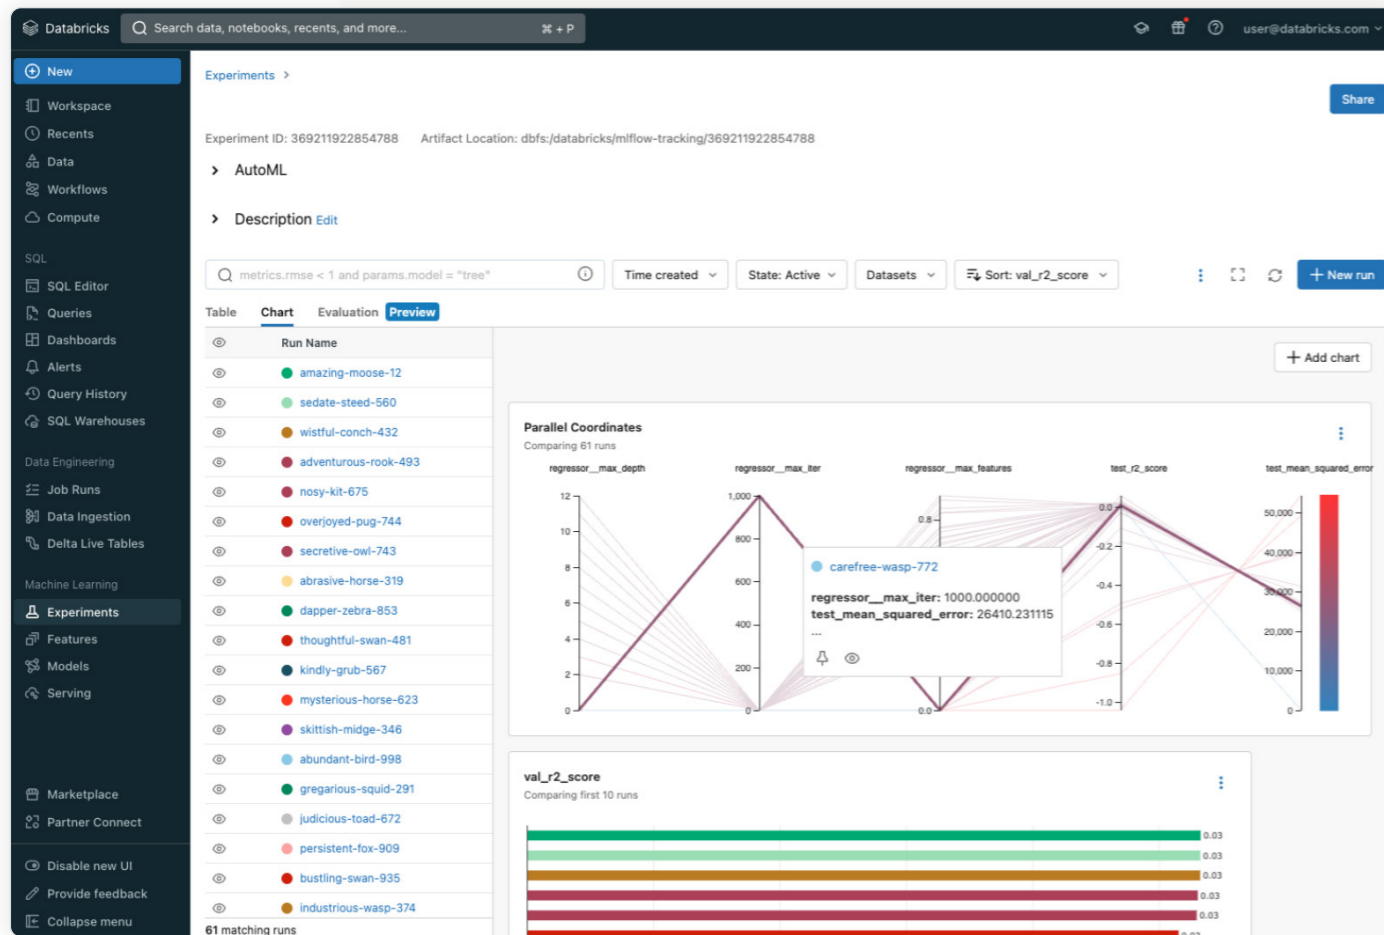 Databricks
Search data, notebooks, recents, and more...
⌘ + P
user@databricks.com
New
Workspace
Recents
Data
Workflows
Compute
SQL
SQL Editor
Queries
Dashboards
Alerts
Query History
SQL Warehouses
Data Engineering
Job Runs
Data Ingestion
Delta Live Tables
Machine Learning
Experiments
Features
Models
Serving
Marketplace
Partner Connect
Disable new UI
Provide feedback
Collapse menu
Experiments >
Share
Experiment ID: 369211922854788 Artifact Location: dbfs:/databricks/mlflow-tracking/369211922854788
AutoML
Description Edit
metrics.rmse < 1 and params.model = "tree"
Time created
State: Active
Datasets
Sort: val_r2_score
+ New run
Table Chart Evaluation Preview
Run Name
amazing-moose-12
sedate-steed-560
wistful-conch-432
adventurous-rook-493
nosy-kit-675
overjoyed-pug-744
secretive-owl-743
abrasive-horse-319
dapper-zebra-853
thoughtful-swan-481
kindly-grub-567
mysterious-horse-623
skittish-midge-346
abundant-bird-998
gregarious-squid-291
judicious-toad-672
persistent-fox-909
bustling-swan-935
industrious-wasp-374
61 matching runs
+ Add chart
Parallel Coordinates
Comparing 61 runs
regressor__max_depth regressor__max_iter regressor__max_features test_r2_score test_mean_squared_error
12
10
8
6
4
2
0
1,000
800
600
400
200
0
0.8
0.0
0.0
-0.2
-0.4
-0.6
-0.8
-1.0
50,000
40,000
30,000
20,000
10,000
0
carefree-wasp-772
regressor__max_iter: 1000.000000
test_mean_squared_error: 26410.231115
...
val_r2_score
Comparing first 10 runs
0.03
0.03
0.03
0.03
0.03
0.03